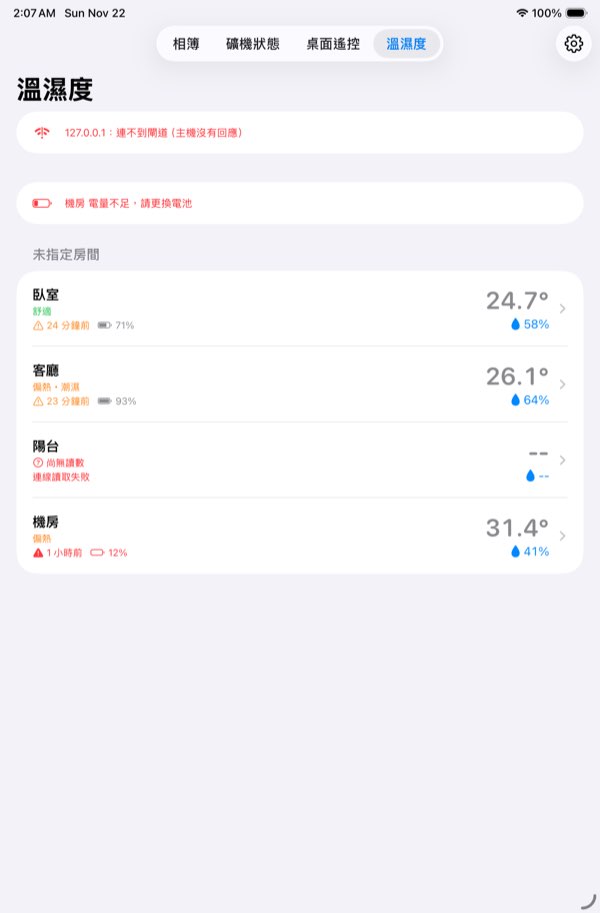 2:07 AM Sun Nov 22
100%
相簿
礦機狀態
桌面遙控
溫濕度
溫濕度
127.0.0.1：連不到閘道 (主機沒有回應)
機房 電量不足，請更換電池
未指定房間
臥室
24.7°
舒適
24 分鐘前 71%
58%
客廳
26.1°
偏熱・潮濕
23 分鐘前 93%
64%
陽台
--
尚無讀數
連線讀取失敗
--
機房
31.4°
偏熱
1 小時前 12%
41%